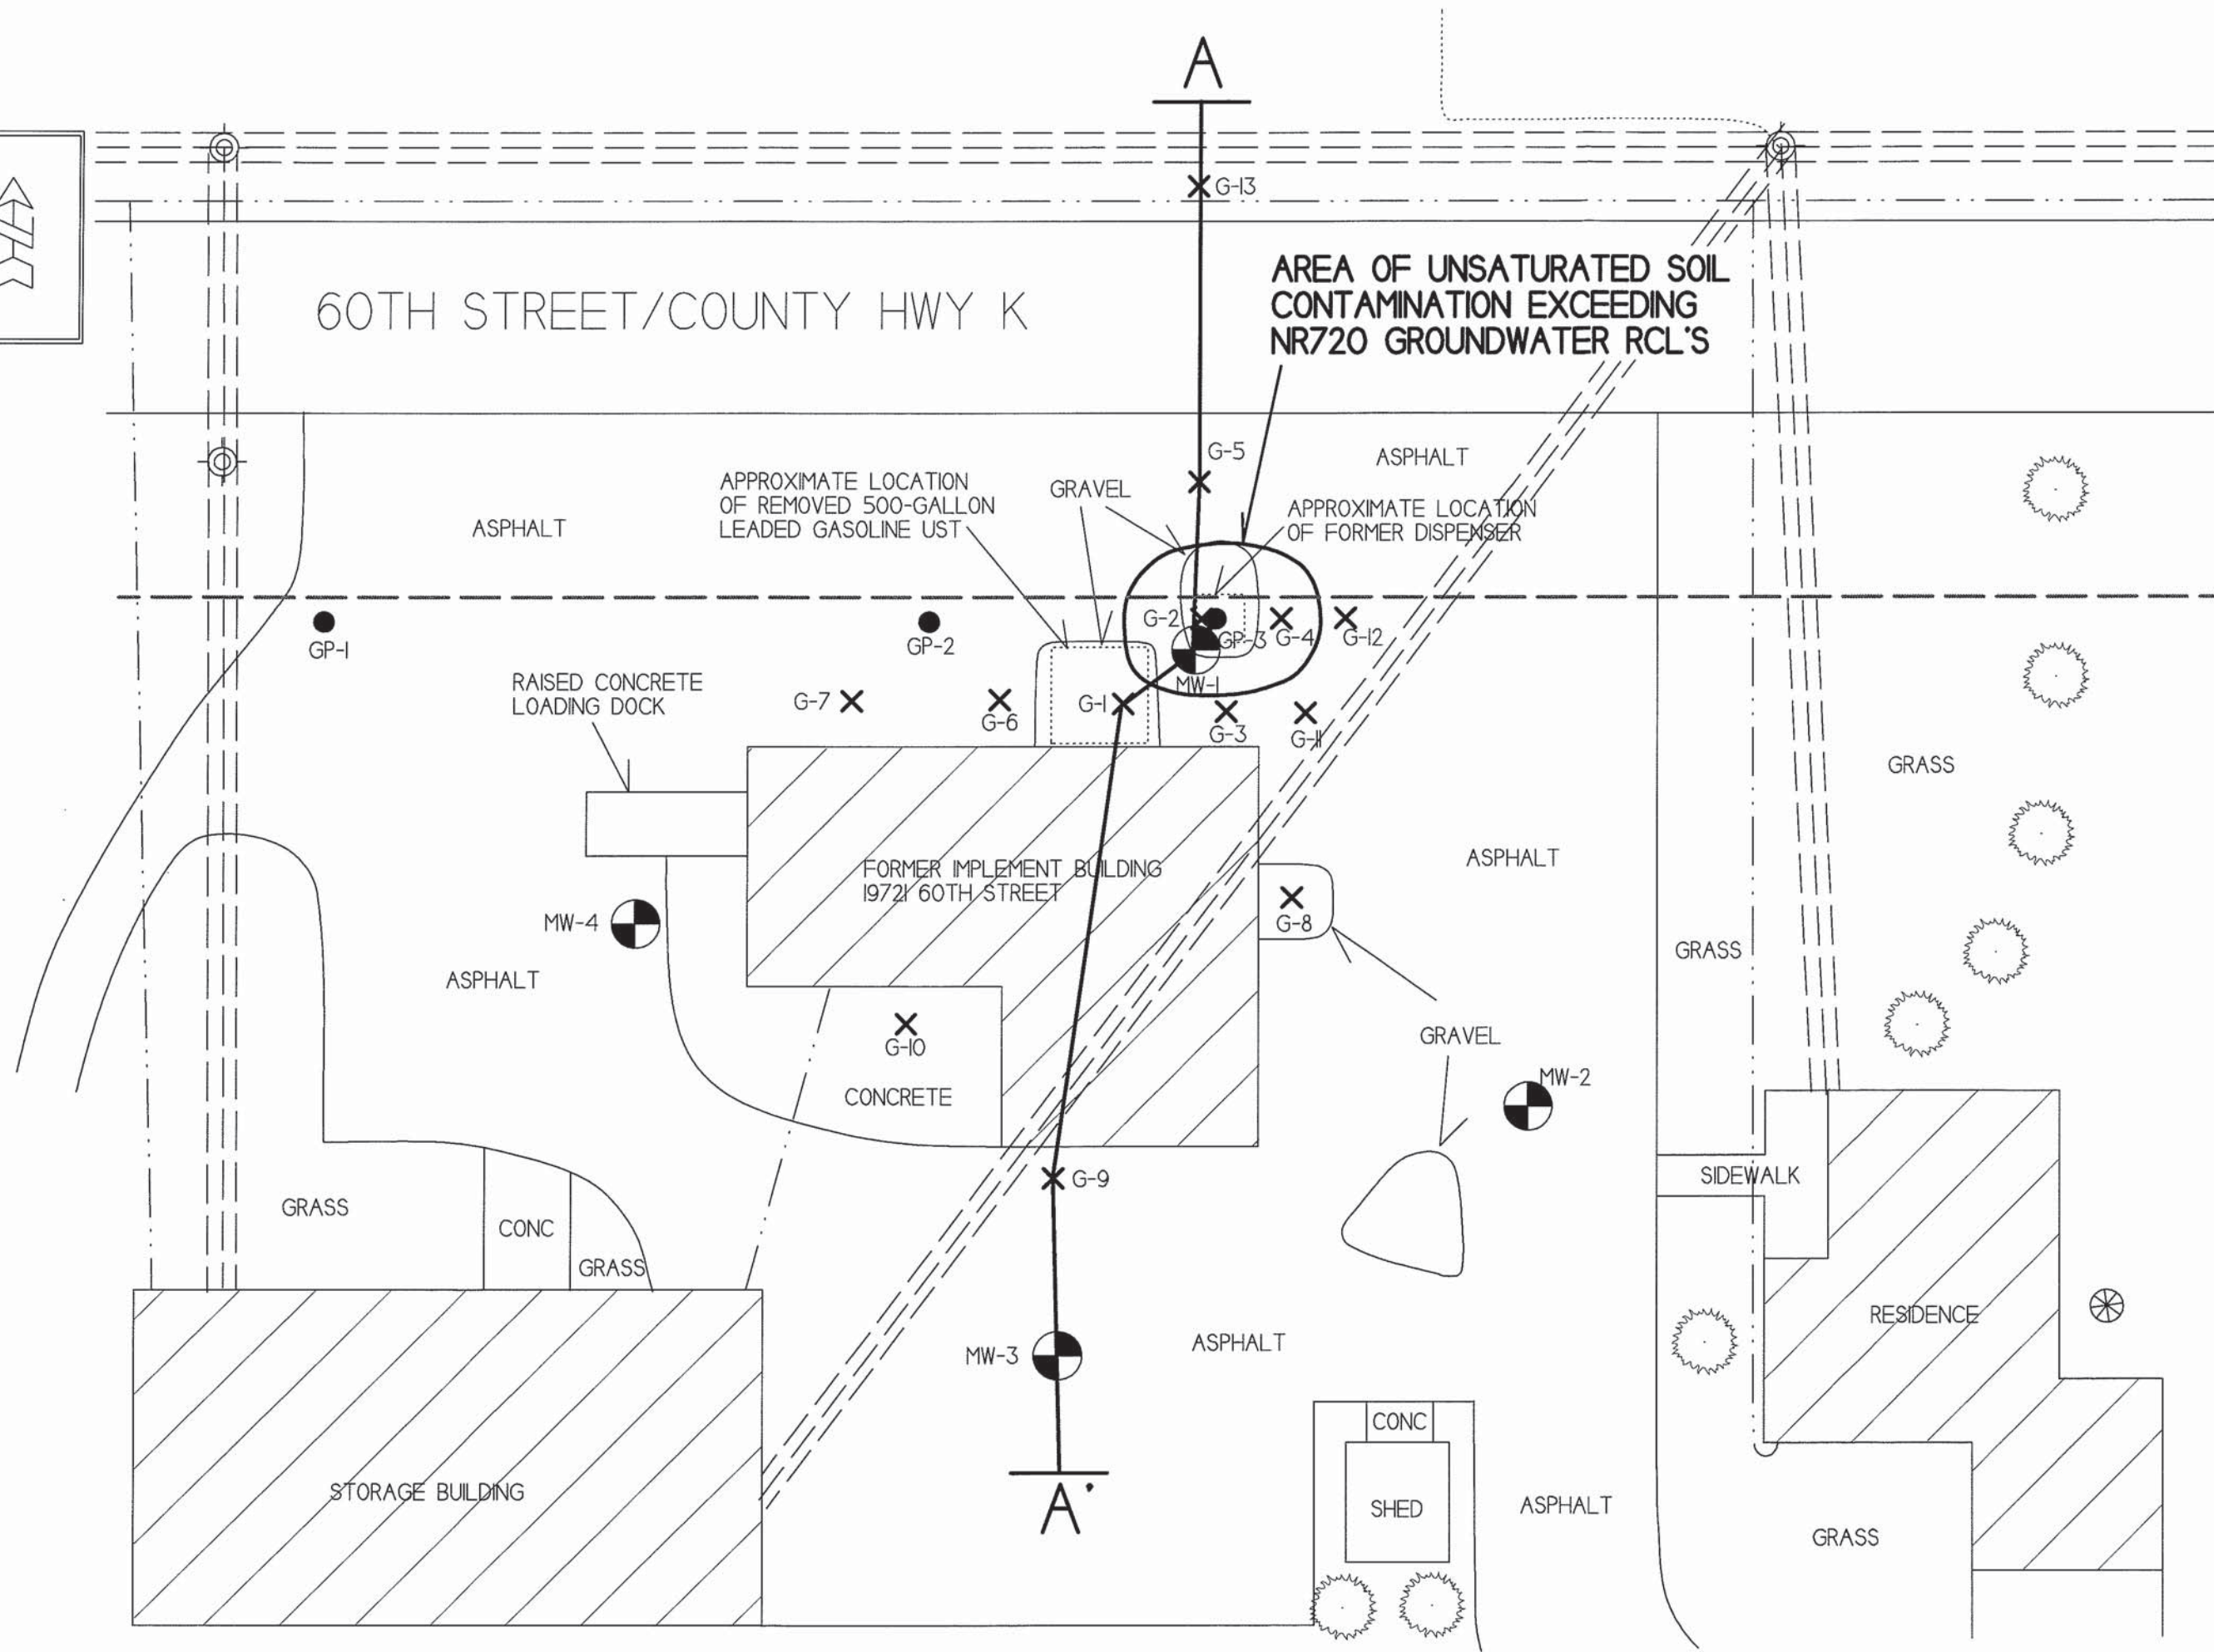 A
G-13
60TH STREET/COUNTY HWY K
AREA OF UNSATURATED SOIL
CONTAMINATION EXCEEDING
NR720 GROUNDWATER RCL'S
G-5
ASPHALT
APPROXIMATE LOCATION
OF REMOVED 500-GALLON
LEADED GASOLINE UST
GRAVEL
APPROXIMATE LOCATION
OF FORMER DISPENSER
ASPHALT
GP-1
GP-2
G-2
GP-3
G-4
G-12
MW-1
RAISED CONCRETE
LOADING DOCK
G-7
G-6
G-1
G-3
G-11
GRASS
FORMER IMPLEMENT BUILDING
19721 60TH STREET
ASPHALT
MW-4
G-8
GRASS
ASPHALT
G-10
GRAVEL
CONCRETE
MW-2
G-9
SIDEWALK
GRASS
CONC
GRASS
RESIDENCE
MW-3
ASPHALT
CONC
STORAGE BUILDING
A'
SHED
ASPHALT
GRASS